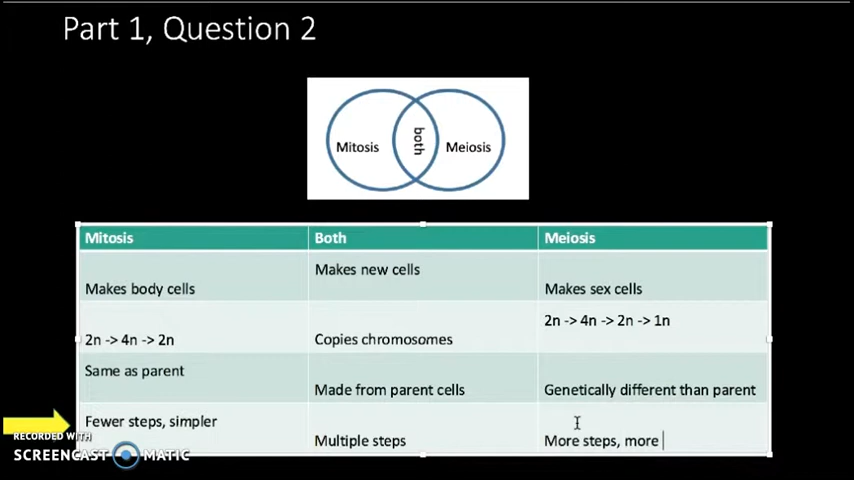 Part 1, Question 2
Mitosis
both
Meiosis
Mitosis Both Meiosis
Makes body cells Makes new cells Makes sex cells
2n -> 4n -> 2n Copies chromosomes 2n -> 4n -> 2n -> 1n
Same as parent Made from parent cells Genetically different than parent
Fewer steps, simpler Multiple steps More steps, more
RECORDED WITH
SCREENCAST MATIC